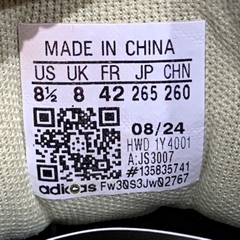 MADE IN CHINA
US UK FR JP CHN
8½ 8 42 265 260
08/24
HWD 1Y4001
A:JS3007
#135835741
adidas Fw30S3Jw02767